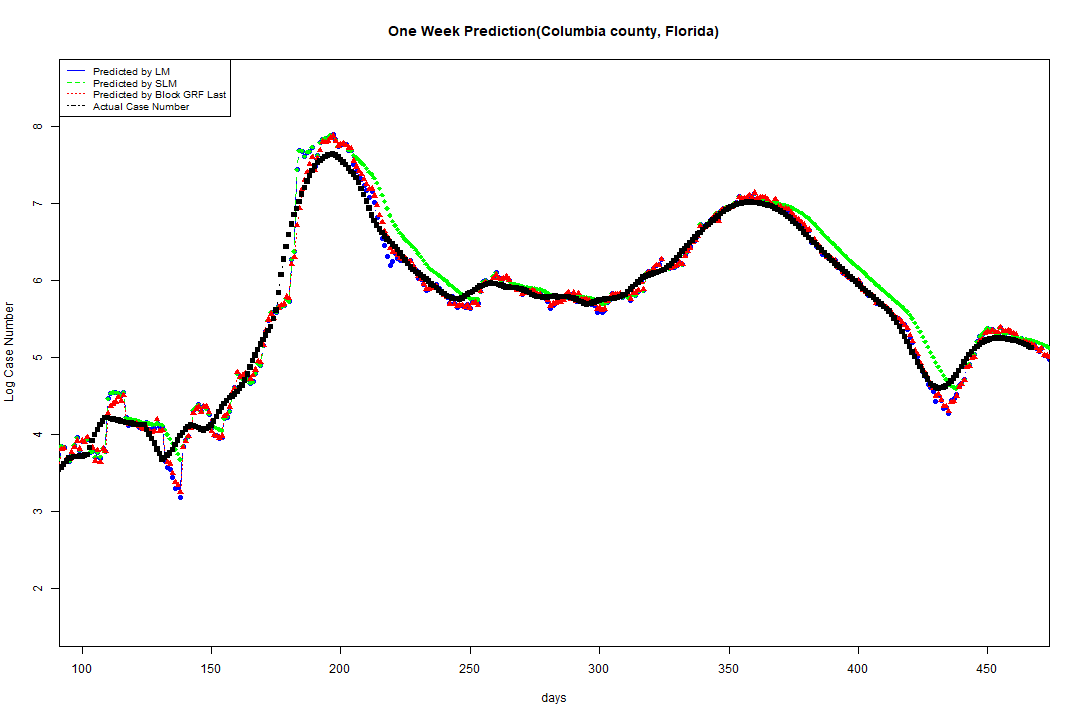 One Week Prediction(Columbia county, Florida)
Predicted by LM
Predicted by SLM
Predicted by Block GRF Last
Actual Case Number
8
7
6
5
4
3
2
Log Case Number
100 150 200 250 300 350 400 450
days